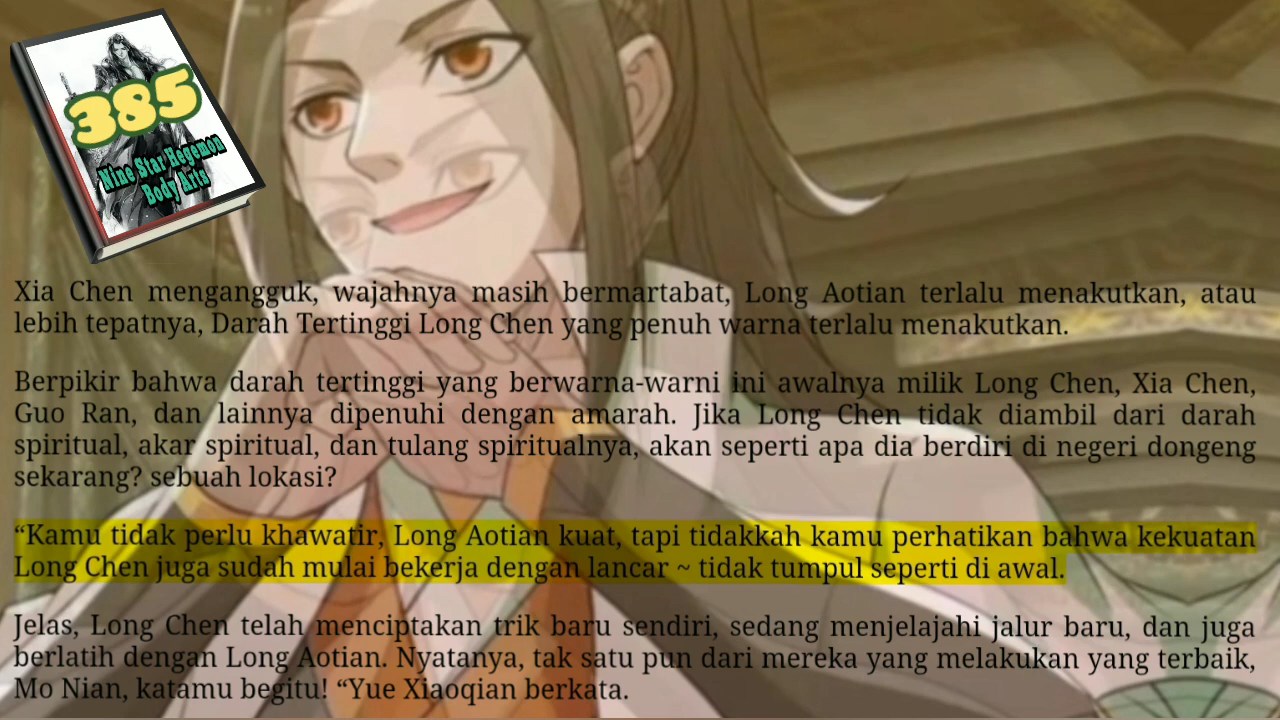 385
Nine Star Hegemon
Body Arts
Xia Chen mengangguk, wajahnya masih bermartabat, Long Aotian terlalu menakutkan, atau
lebih tepatnya, Darah Tertinggi Long Chen yang penuh warna terlalu menakutkan.
Berpikir bahwa darah tertinggi yang berwarna-warni ini awalnya milik Long Chen, Xia Chen,
Guo Ran, dan lainnya dipenuhi dengan amarah. Jika Long Chen tidak diambil dari darah
spiritual, akar spiritual, dan tulang spiritualnya, akan seperti apa dia berdiri di negeri dongeng
sekarang? sebuah lokasi?
“Kamu tidak perlu khawatir, Long Aotian kuat, tapi tidakkah kamu perhatikan bahwa kekuatan
Long Chen juga sudah mulai bekerja dengan lancar ~ tidak tumpul seperti di awal.
Jelas, Long Chen telah menciptakan trik baru sendiri, sedang menjelajahi jalur baru, dan juga
berlatih dengan Long Aotian. Nyatanya, tak satu pun dari mereka yang melakukan yang terbaik,
Mo Nian, katamu begitu! “Yue Xiaoqian berkata.